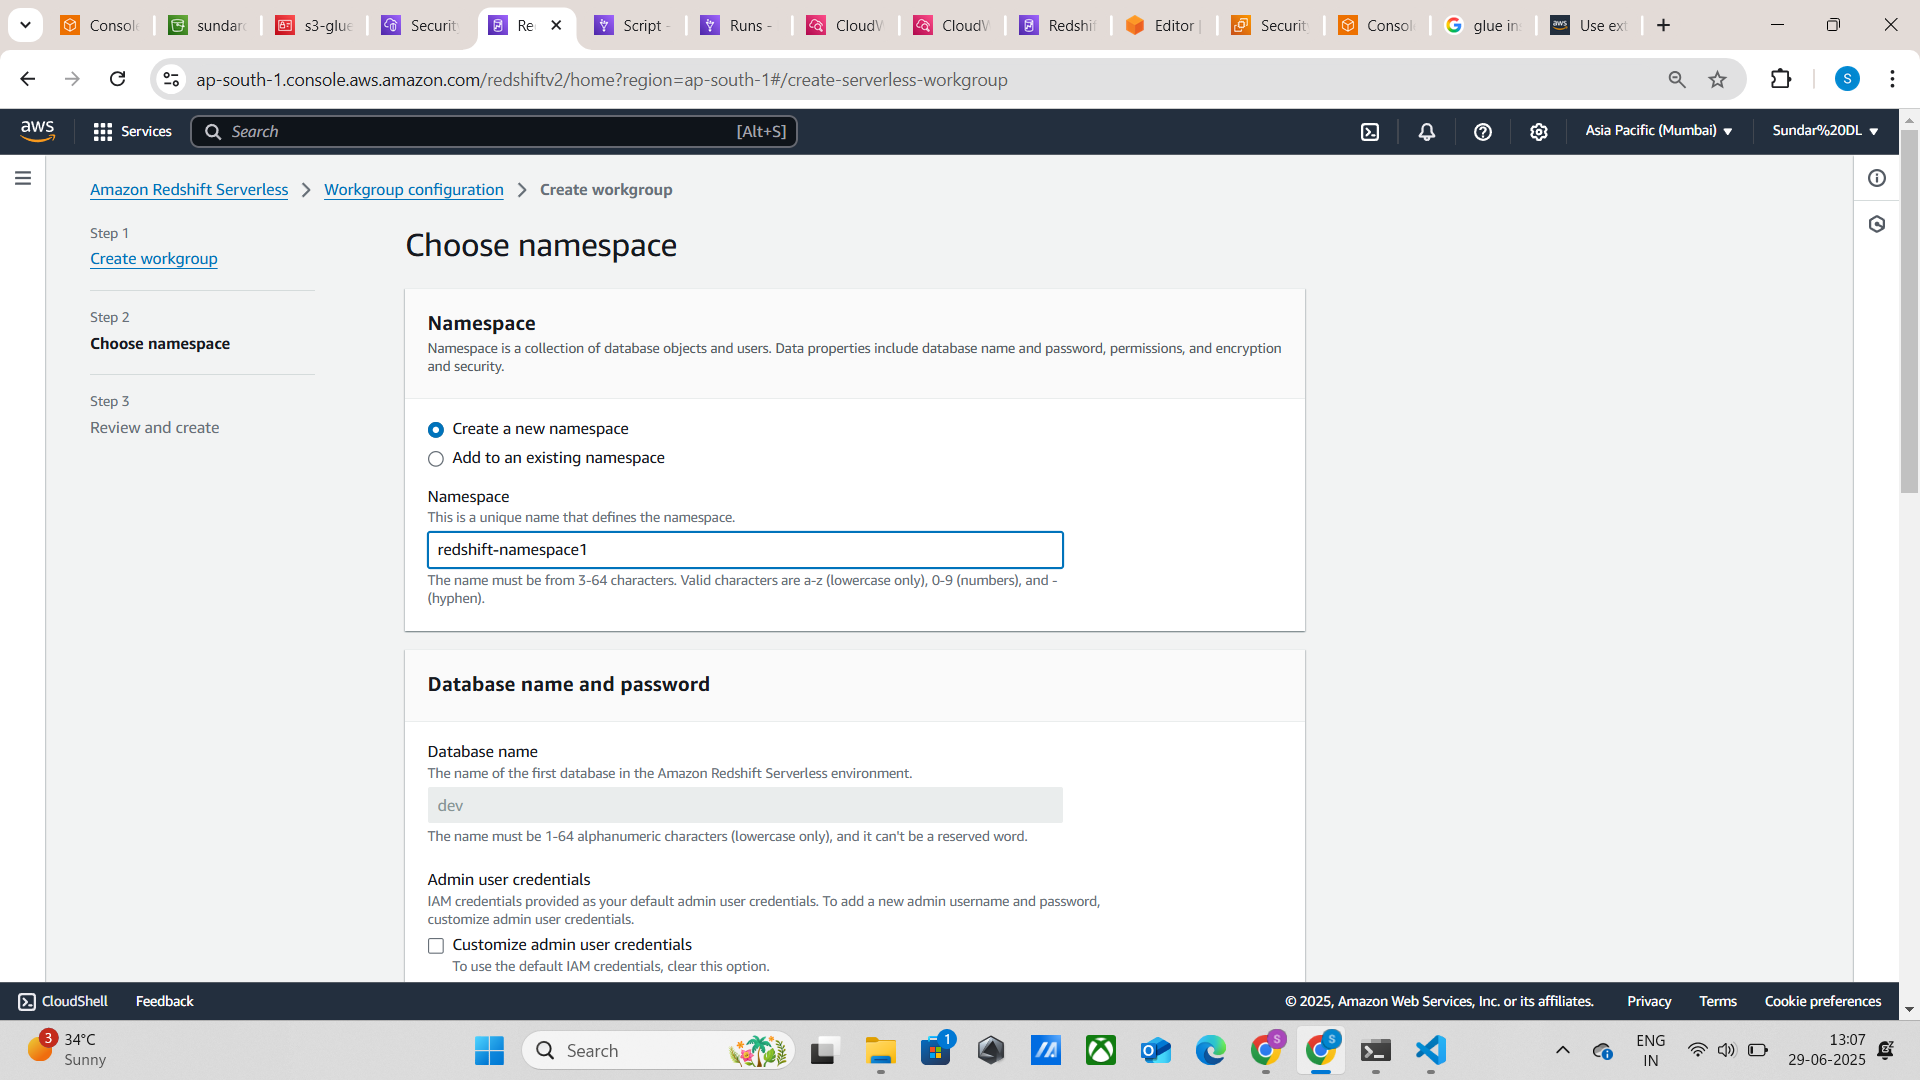 Console
sundar
s3-glue
Security
Re
Script -
Runs -
CloudW
CloudW
Redshif
Editor |
Security
Consol
glue in
Use ext
ap-south-1.console.aws.amazon.com/redshiftv2/home?region=ap-south-1#/create-serverless-workgroup
S
aws
Services
Search
[Alt+S]
Asia Pacific (Mumbai)
Sundar%20DL
Amazon Redshift Serverless
Workgroup configuration
Create workgroup
Step 1
Create workgroup
Step 2
Choose namespace
Step 3
Review and create
Choose namespace
Namespace
Namespace is a collection of database objects and users. Data properties include database name and password, permissions, and encryption
and security.
Create a new namespace
Add to an existing namespace
Namespace
This is a unique name that defines the namespace.
redshift-namespace1
The name must be from 3-64 characters. Valid characters are a-z (lowercase only), 0-9 (numbers), and -
(hyphen).
Database name and password
Database name
The name of the first database in the Amazon Redshift Serverless environment.
dev
The name must be 1-64 alphanumeric characters (lowercase only), and it can't be a reserved word.
Admin user credentials
IAM credentials provided as your default admin user credentials. To add a new admin username and password,
customize admin user credentials.
Customize admin user credentials
To use the default IAM credentials, clear this option.
CloudShell
Feedback
© 2025, Amazon Web Services, Inc. or its affiliates.
Privacy
Terms
Cookie preferences
3
34°C
Sunny
Search
1
S
S
ENG
IN
13:07
29-06-2025